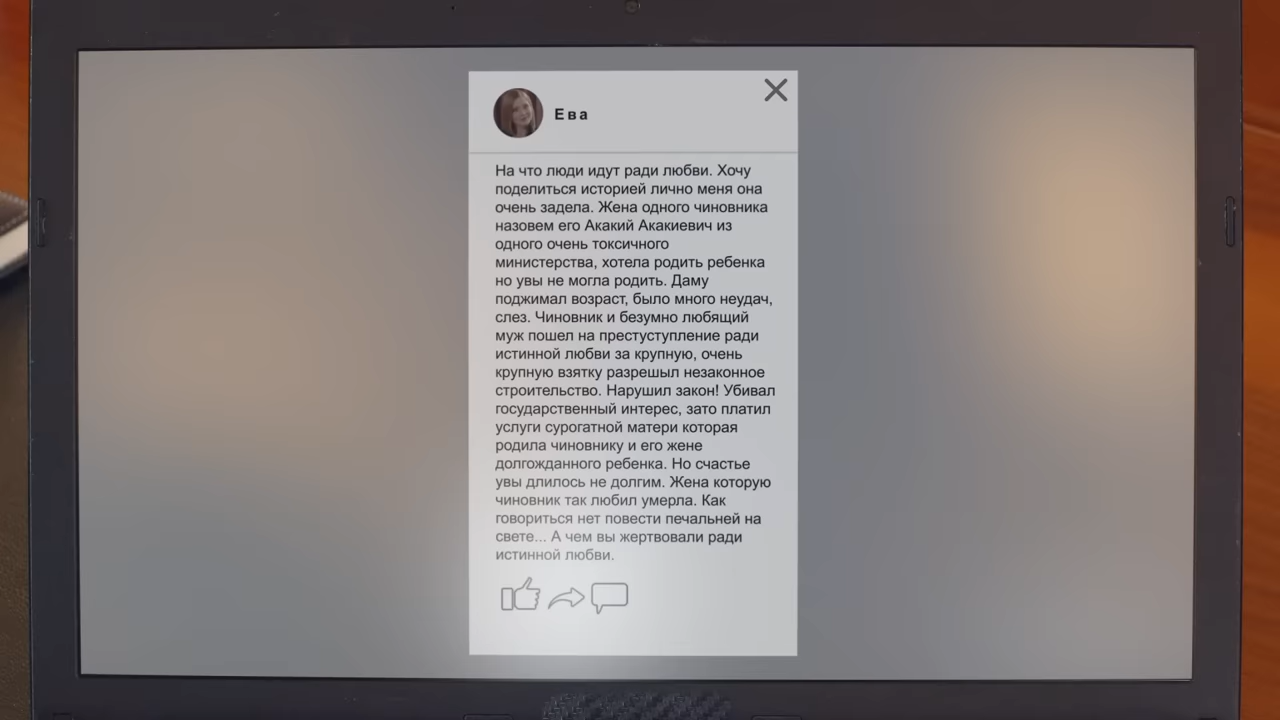 Ева
На что люди идут ради любви. Хочу
поделиться историей лично меня она
очень задела. Жена одного чиновника
назовем его Акакий Акакиевич из
одного очень токсичного
министерства, хотела родить ребенка
но увы не могла родить. Даму
поджимал возраст, было много неудач,
слез. Чиновник и безумно любящий
муж пошел на престуступление ради
истинной любви за крупную, очень
крупную взятку разрешыл незаконное
строительство. Нарушил закон! Убивал
государственный интерес, зато платил
услуги сурогатной матери которая
родила чиновнику и его жене
долгожданного ребенка. Но счастье
увы длилось не долгим. Жена которую
чиновник так любил умерла. Как
говориться нет повести печальней на
свете... А чем вы жертвовали ради
истинной любви.